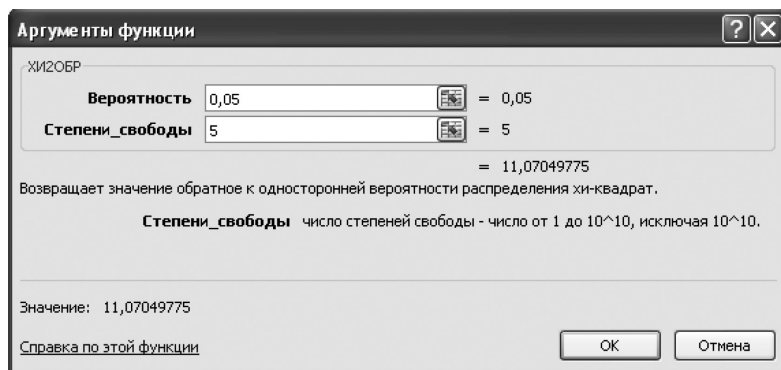 Аргументы функции
ХИ2ОБР
Вероятность 0,05 = 0,05
Степени_свободы 5 = 5
= 11,07049775
Возвращает значение обратное к односторонней вероятности распределения хи-квадрат.
Степени_свободы число степеней свободы - число от 1 до 10^10, исключая 10^10.
Значение: 11,07049775
Справка по этой функции
ОК
Отмена